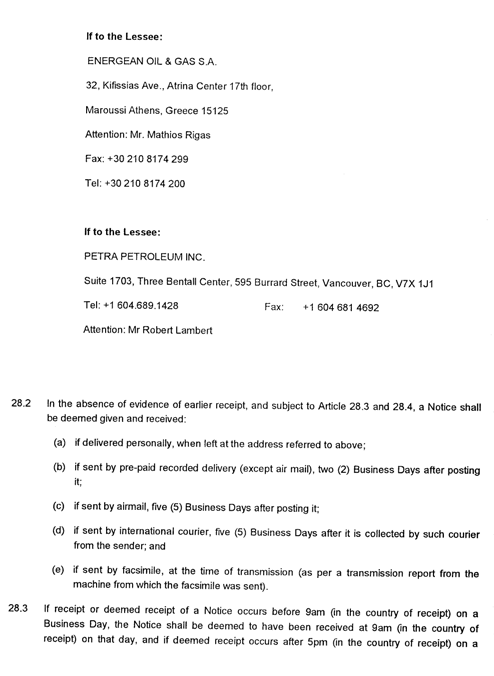 If to the Lessee:
ENERGEAN OIL & GAS S.A.
32, Kifissias Ave., Atrina Center 17th floor,
Maroussi Athens, Greece 15125
Attention: Mr. Mathios Rigas
Fax: +30 210 8174 299
Tel: +30 210 8174 200
If to the Lessee:
PETRA PETROLEUM INC.
Suite 1703, Three Bentall Center, 595 Burrard Street, Vancouver, BC, V7X 1J1
Tel: +1 604.689.1428 Fax: +1 604 681 4692
Attention: Mr Robert Lambert
28.2 In the absence of evidence of earlier receipt, and subject to Article 28.3 and 28.4, a Notice shall
be deemed given and received:
(a) if delivered personally, when left at the address referred to above;
(b) if sent by pre-paid recorded delivery (except air mail), two (2) Business Days after posting
it;
(c) if sent by airmail, five (5) Business Days after posting it;
(d) if sent by international courier, five (5) Business Days after it is collected by such courier
from the sender; and
(e) if sent by facsimile, at the time of transmission (as per a transmission report from the
machine from which the facsimile was sent).
28.3 If receipt or deemed receipt of a Notice occurs before 9am (in the country of receipt) on a
Business Day, the Notice shall be deemed to have been received at 9am (in the country of
receipt) on that day, and if deemed receipt occurs after 5pm (in the country of receipt) on a